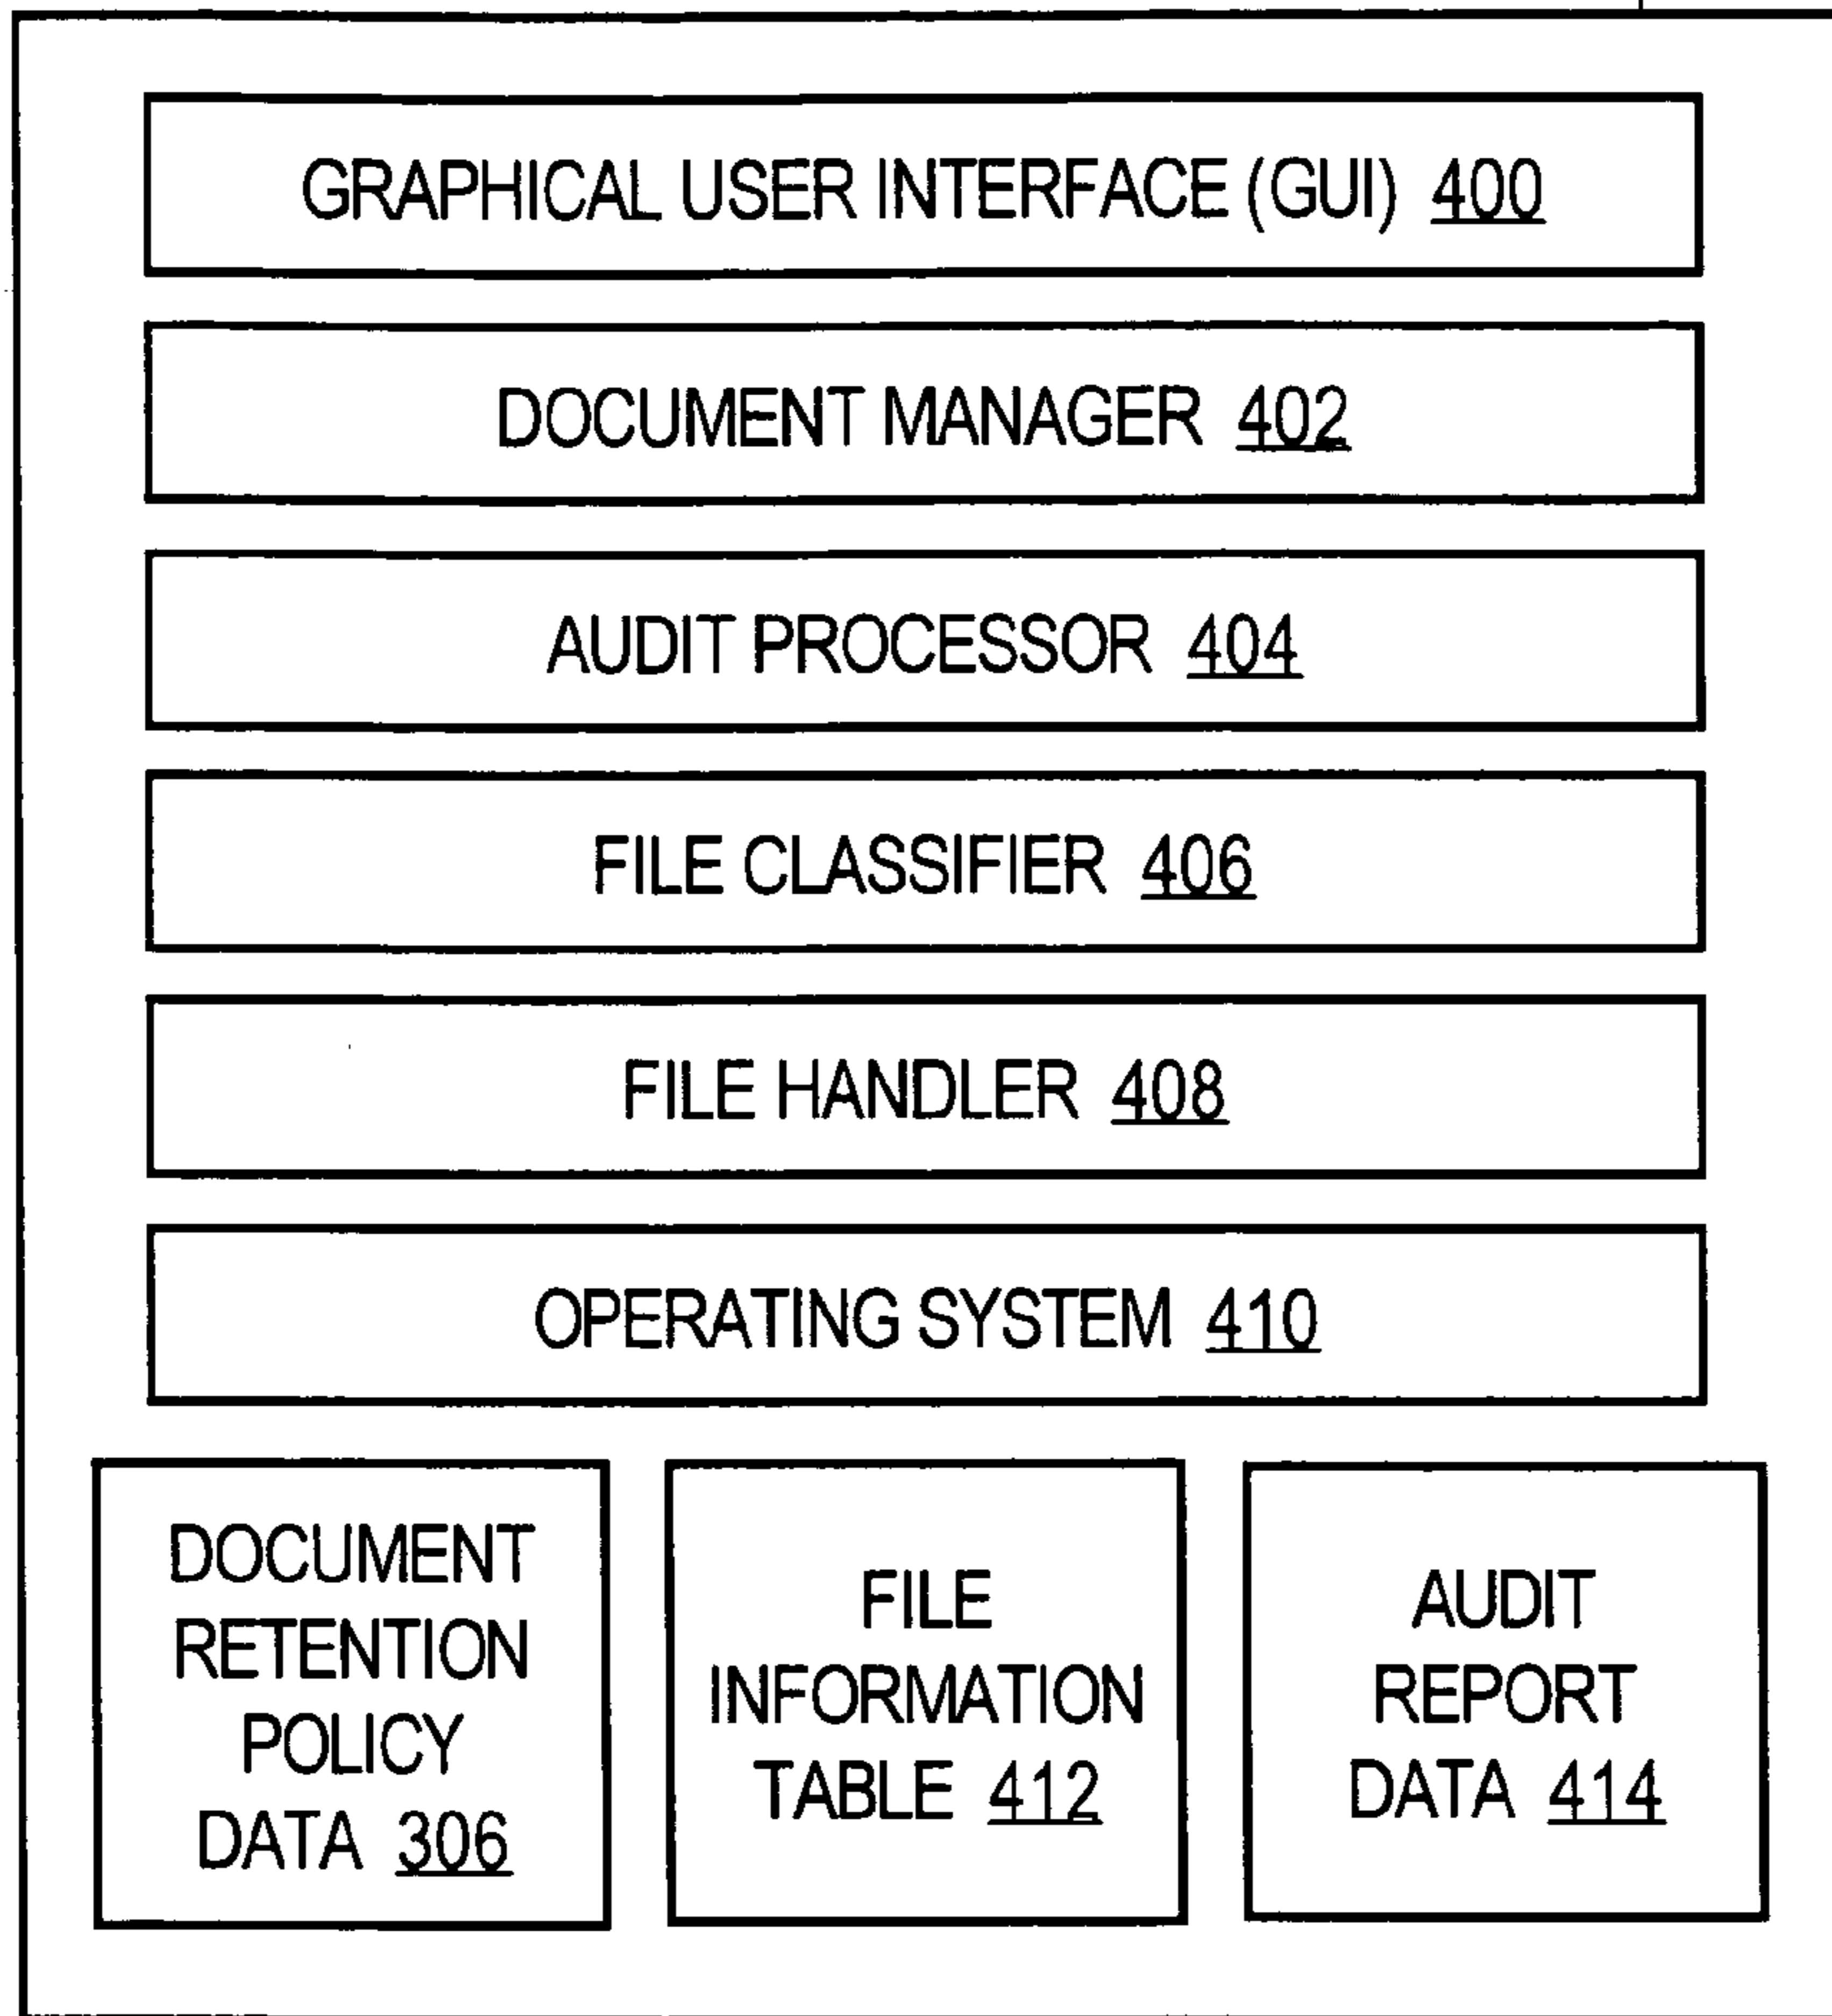 GRAPHICAL USER INTERFACE (GUI) 400
DOCUMENT MANAGER 402
AUDIT PROCESSOR 404
FILE CLASSIFIER 406
FILE HANDLER 408
OPERATING SYSTEM 410
DOCUMENT
RETENTION
POLICY
DATA 306
FILE
INFORMATION
TABLE 412
AUDIT
REPORT
DATA 414